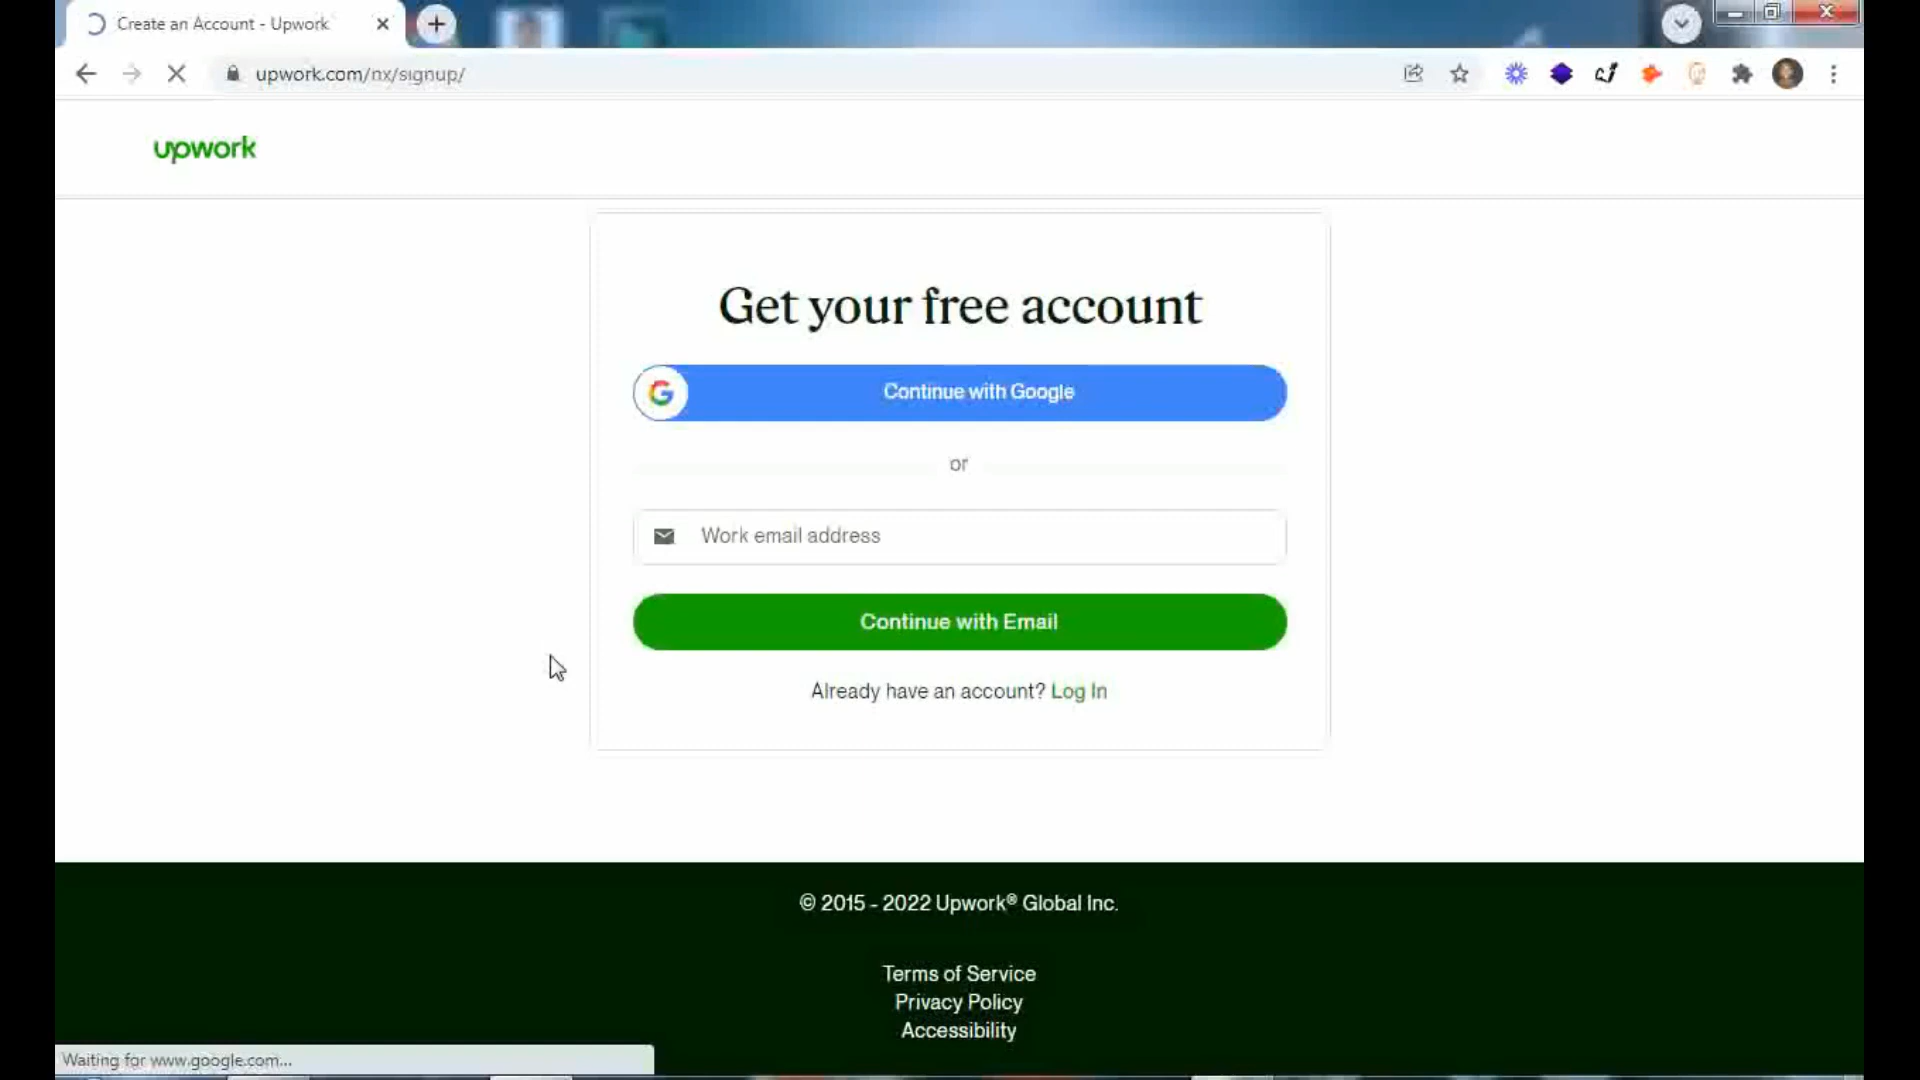 Create an Account - Upwork
upwork.com/nx/signup/
upwork
Get your free account
G
Continue with Google
or
Work email address
Continue with Email
Already have an account? Log In
© 2015 - 2022 Upwork® Global Inc.
Terms of Service
Privacy Policy
Accessibility
Waiting for www.google.com...